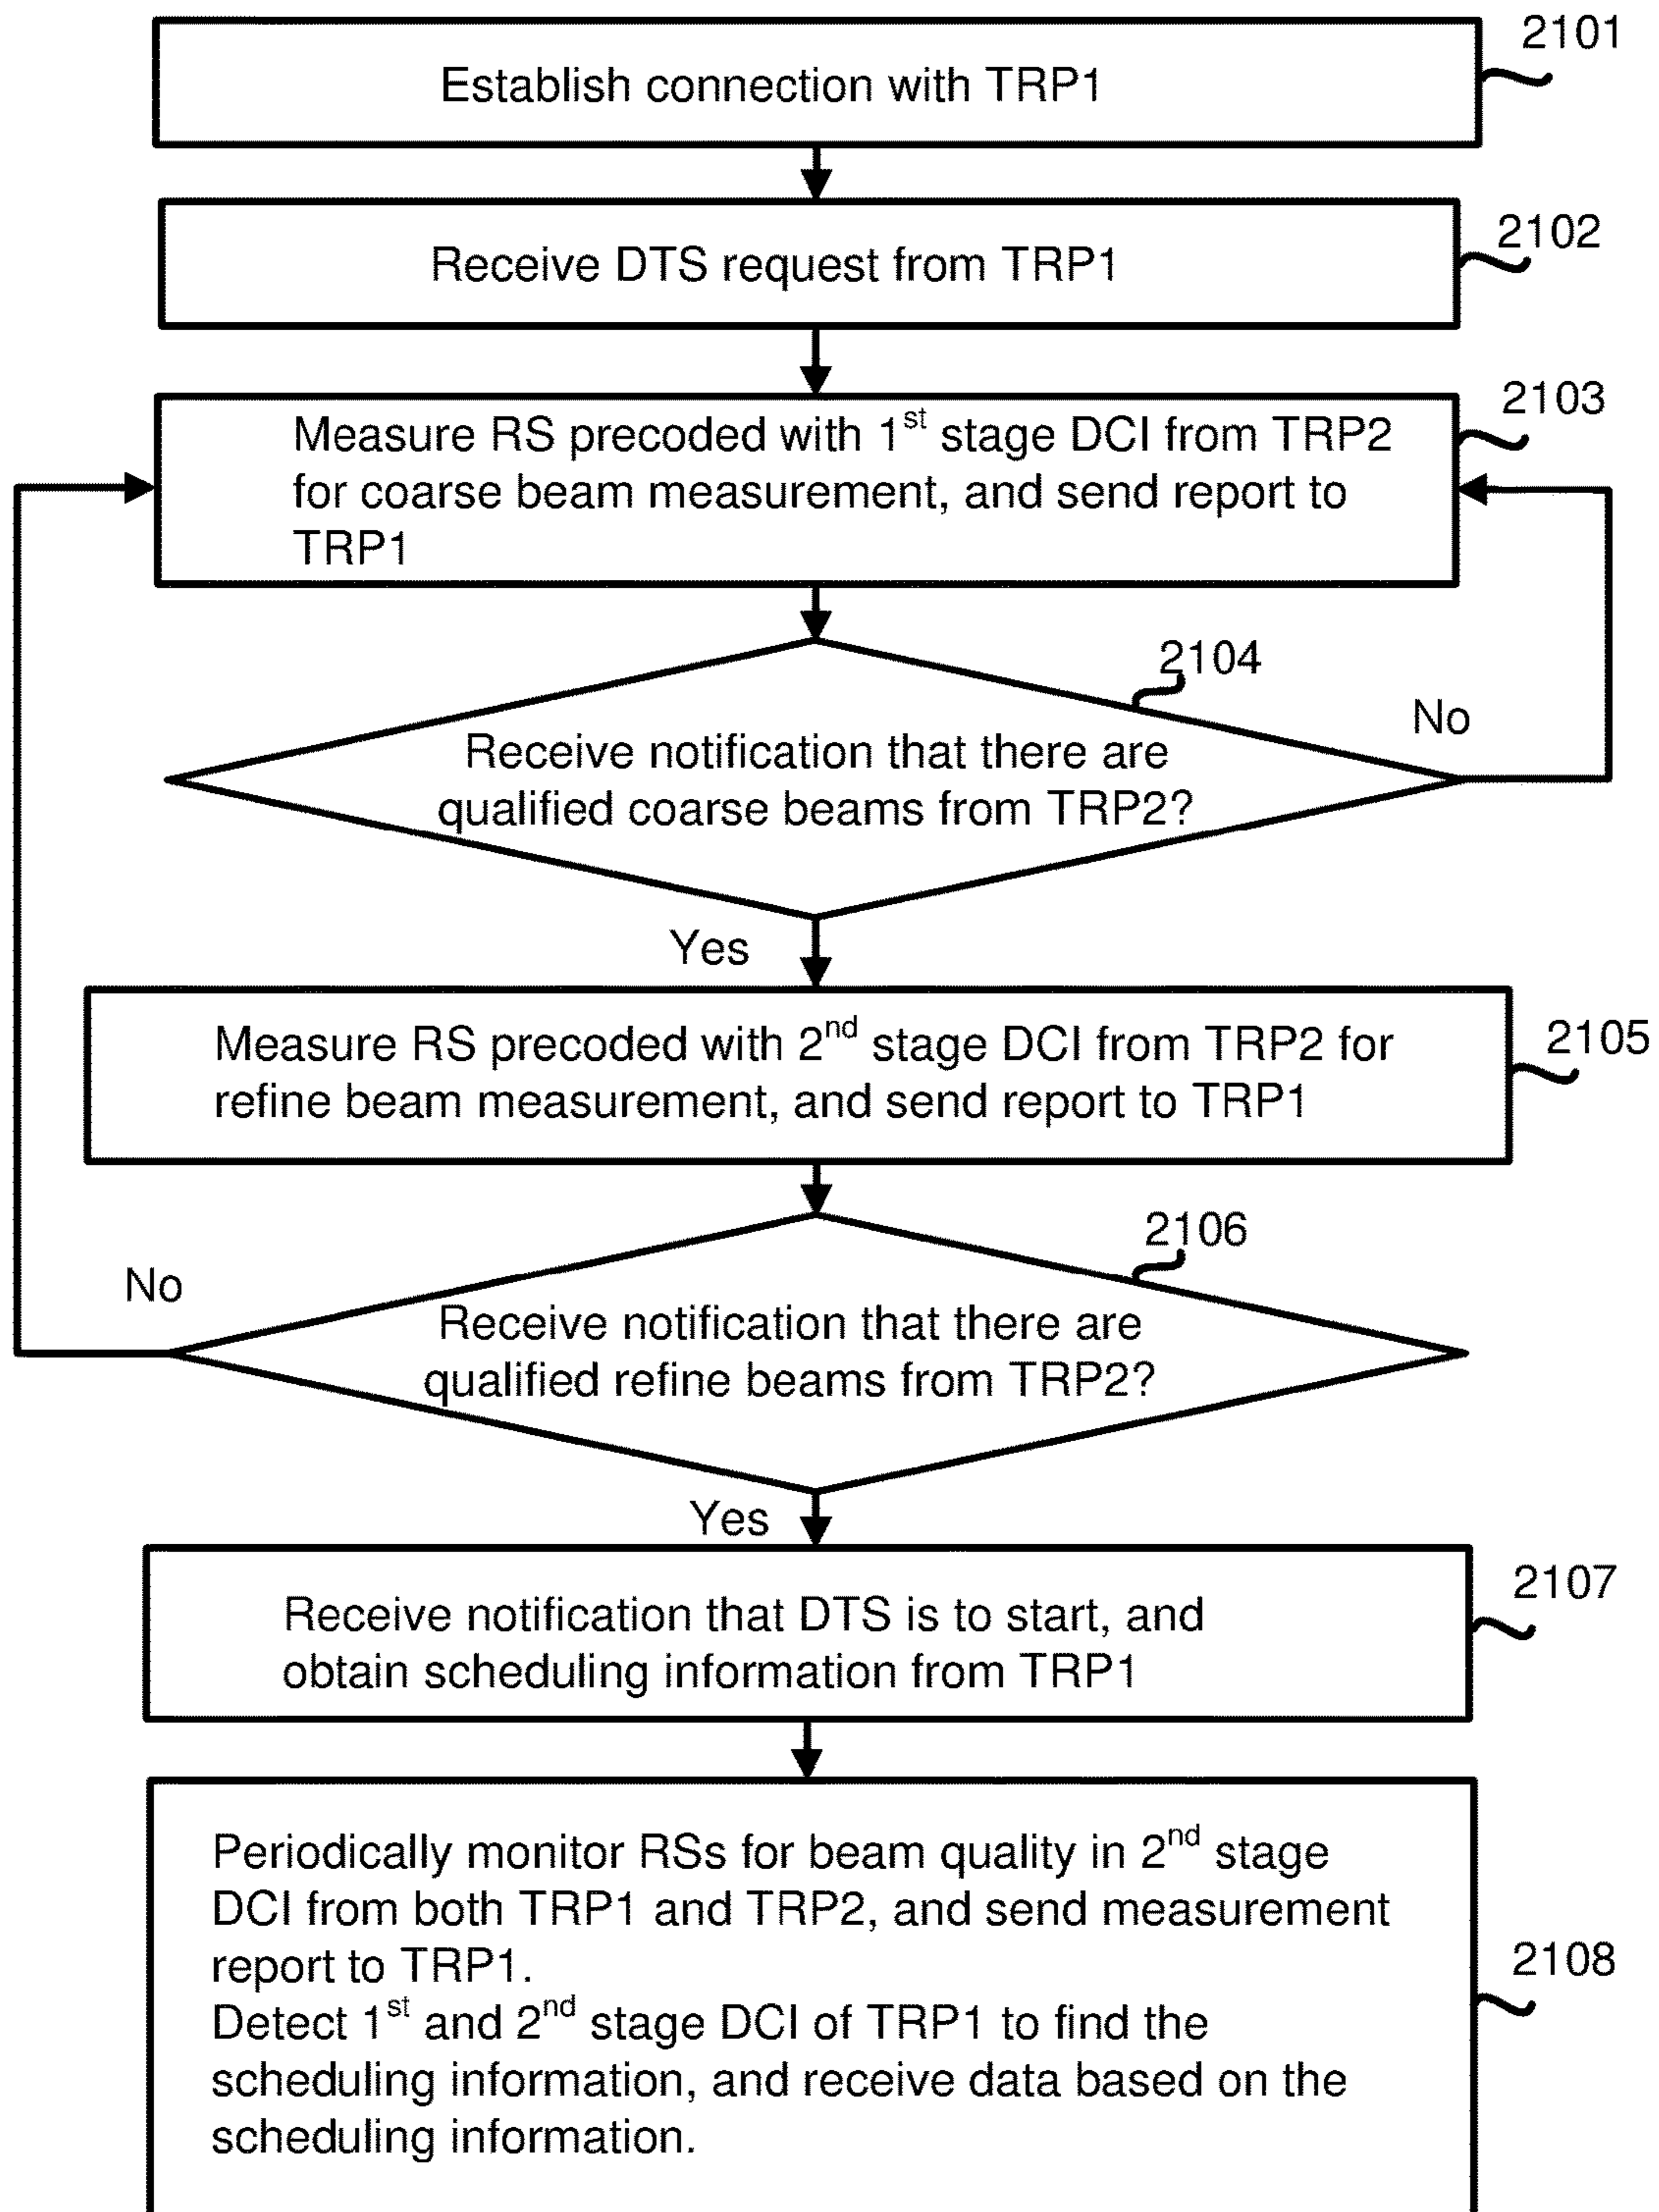 2101
Establish connection with TRP1
2102
Receive DTS request from TRP1
2103
Measure RS precoded with 1st stage DCI from TRP2
for coarse beam measurement, and send report to
TRP1
2104
No
Receive notification that there are
qualified coarse beams from TRP2?
Yes
Measure RS precoded with 2nd stage DCI from TRP2 for
refine beam measurement, and send report to TRP1
2105
2106
No
Receive notification that there are
qualified refine beams from TRP2?
Yes
2107
Receive notification that DTS is to start, and
obtain scheduling information from TRP1
Periodically monitor RSs for beam quality in 2nd stage
DCI from both TRP1 and TRP2, and send measurement
report to TRP1.
2108
Detect 1st and 2nd stage DCI of TRP1 to find the
scheduling information, and receive data based on the
scheduling information.